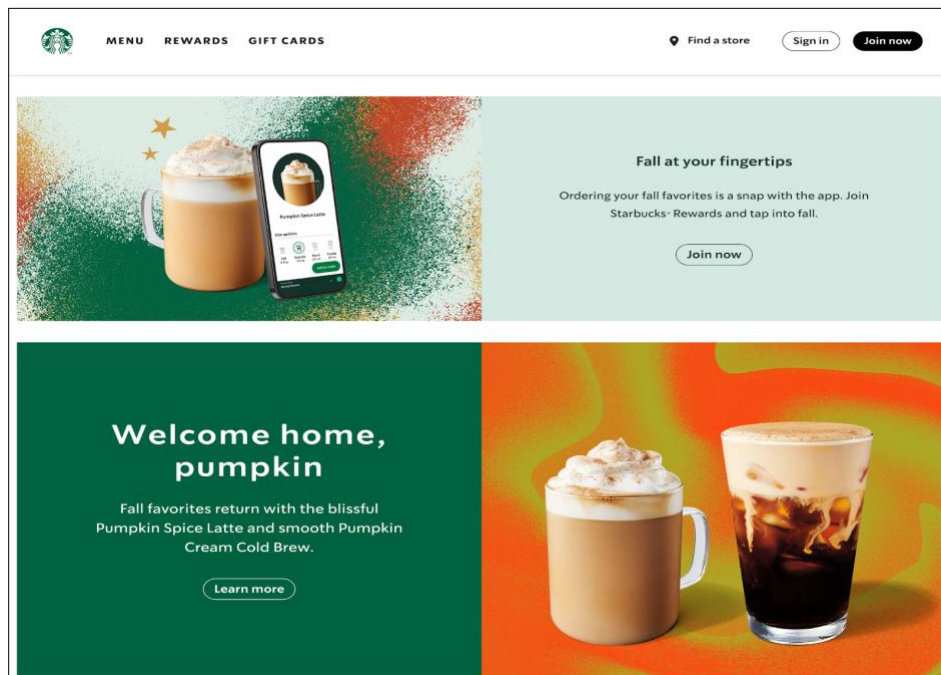 MENU REWARDS GIFT CARDS Find a store Sign in Join now
Pumpkin Spice Latte
Fall at your fingertips
Ordering your fall favorites is a snap with the app. Join
Starbucks® Rewards and tap into fall.
Join now
Welcome home,
pumpkin
Fall favorites return with the blissful
Pumpkin Spice Latte and smooth Pumpkin
Cream Cold Brew.
Learn more